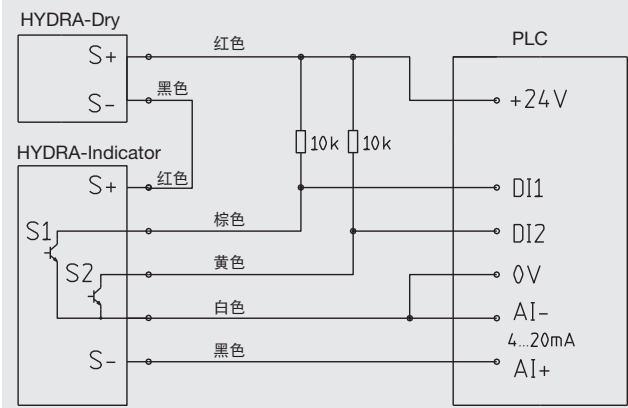 HYDRA-Dry
PLC
S+ 红色
+24V
S- 黑色
10k 10k
HYDRA-Indicator
S+ 红色
DI1
S1 棕色
DI2
S2 黄色
0V
白色
AI-
4...20mA
S- 黑色
AI+